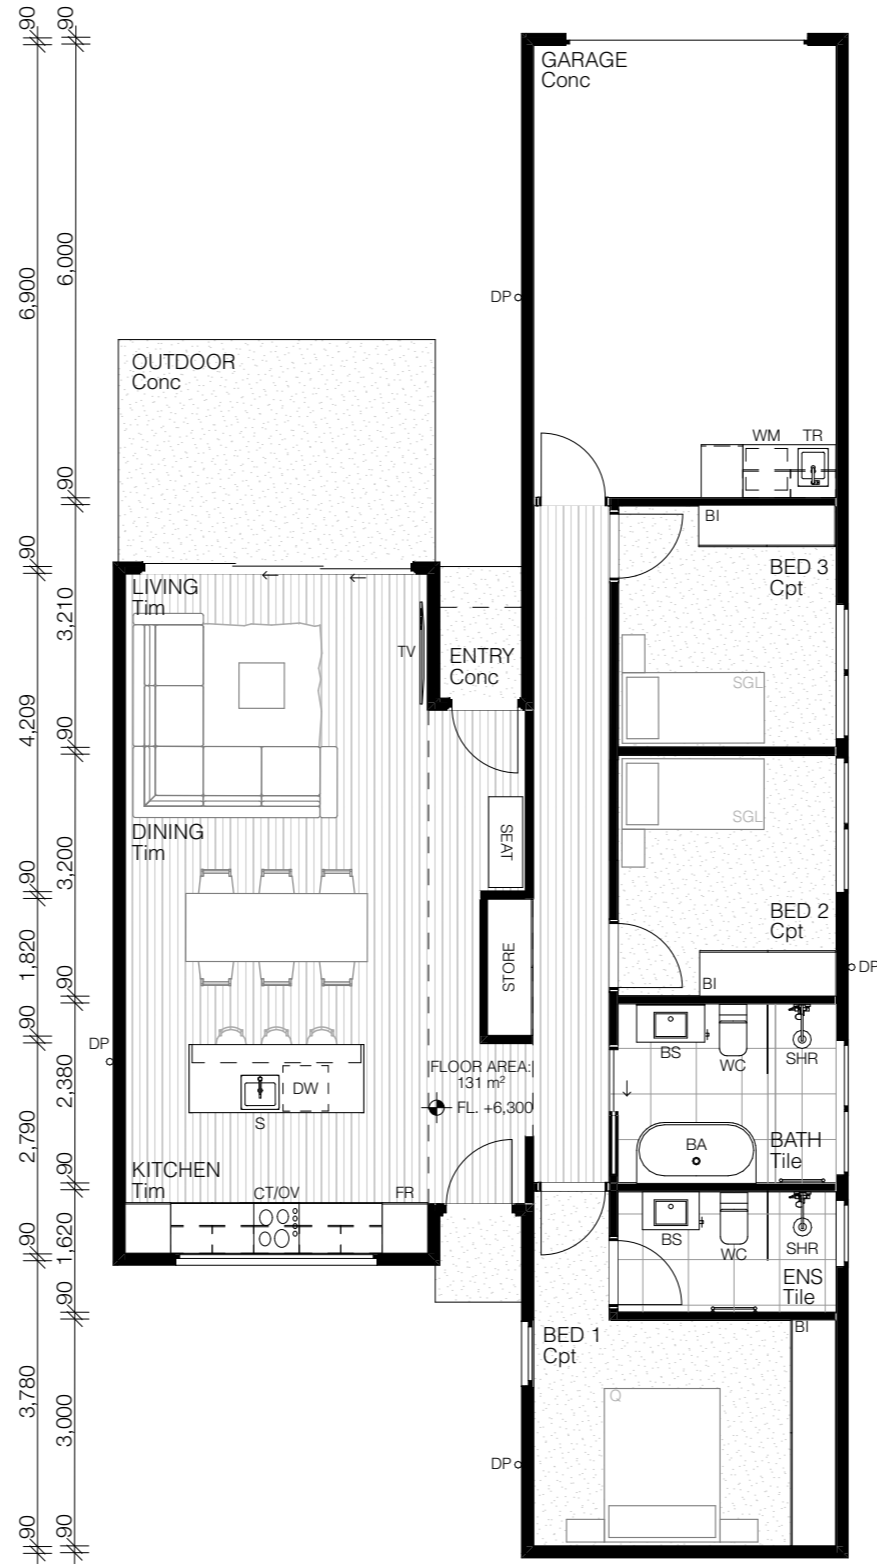 90
90
GARAGE
Conc
6,900
6,000
DP
OUTDOOR
Conc
WM
TR
90
BI
90
BED 3
Cpt
LIVING
Tim
3,210
TV
ENTRY
Conc
SGL
4,209
90
SGL
DINING
Tim
SEAT
3,200
90
BED 2
Cpt
1,820
STORE
DP
90
BI
90
DP
BS
WC
SHR
FLOOR AREA:
131 m²
DW
FL. +6,300
S
2,380
2,790
BA
BATH
Tile
KITCHEN
Tim
90
CT/OV
FR
90
1,620
BS
WC
SHR
ENS
Tile
90
BED 1
Cpt
BI
3,780
3,000
Q
DP
90
90